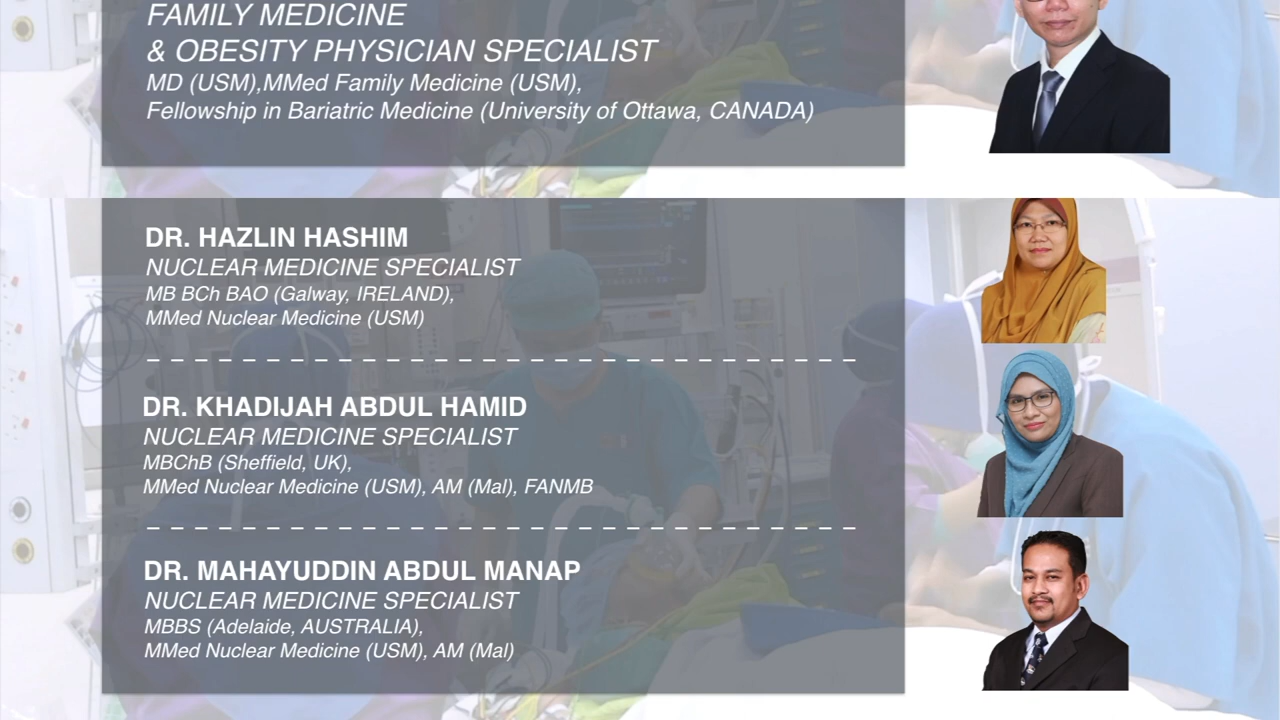 FAMILY MEDICINE
& OBESITY PHYSICIAN SPECIALIST
MD (USM),MMed Family Medicine (USM),
Fellowship in Bariatric Medicine (University of Ottawa, CANADA)
DR. HAZLIN HASHIM
NUCLEAR MEDICINE SPECIALIST
MB BCh BAO (Galway, IRELAND),
MMed Nuclear Medicine (USM)
DR. KHADIJAH ABDUL HAMID
NUCLEAR MEDICINE SPECIALIST
MBChB (Sheffield, UK),
MMed Nuclear Medicine (USM), AM (Mal), FANMB
DR. MAHAYUDDIN ABDUL MANAP
NUCLEAR MEDICINE SPECIALIST
MBBS (Adelaide, AUSTRALIA),
MMed Nuclear Medicine (USM), AM (Mal)